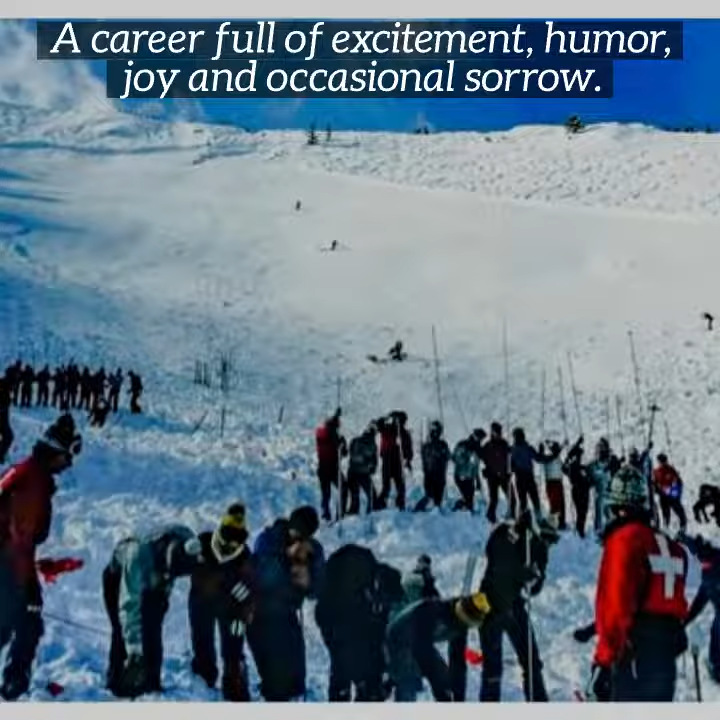 A career full of excitement, humor,
joy and occasional sorrow.